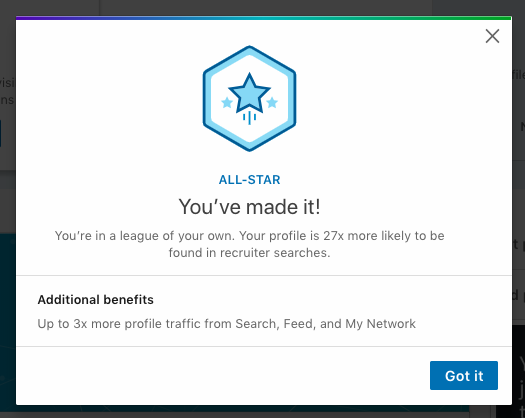 ALL-STAR
You’ve made it!
You’re in a league of your own. Your profile is 27x more likely to be
found in recruiter searches.
Additional benefits
Up to 3x more profile traffic from Search, Feed, and My Network
Got it